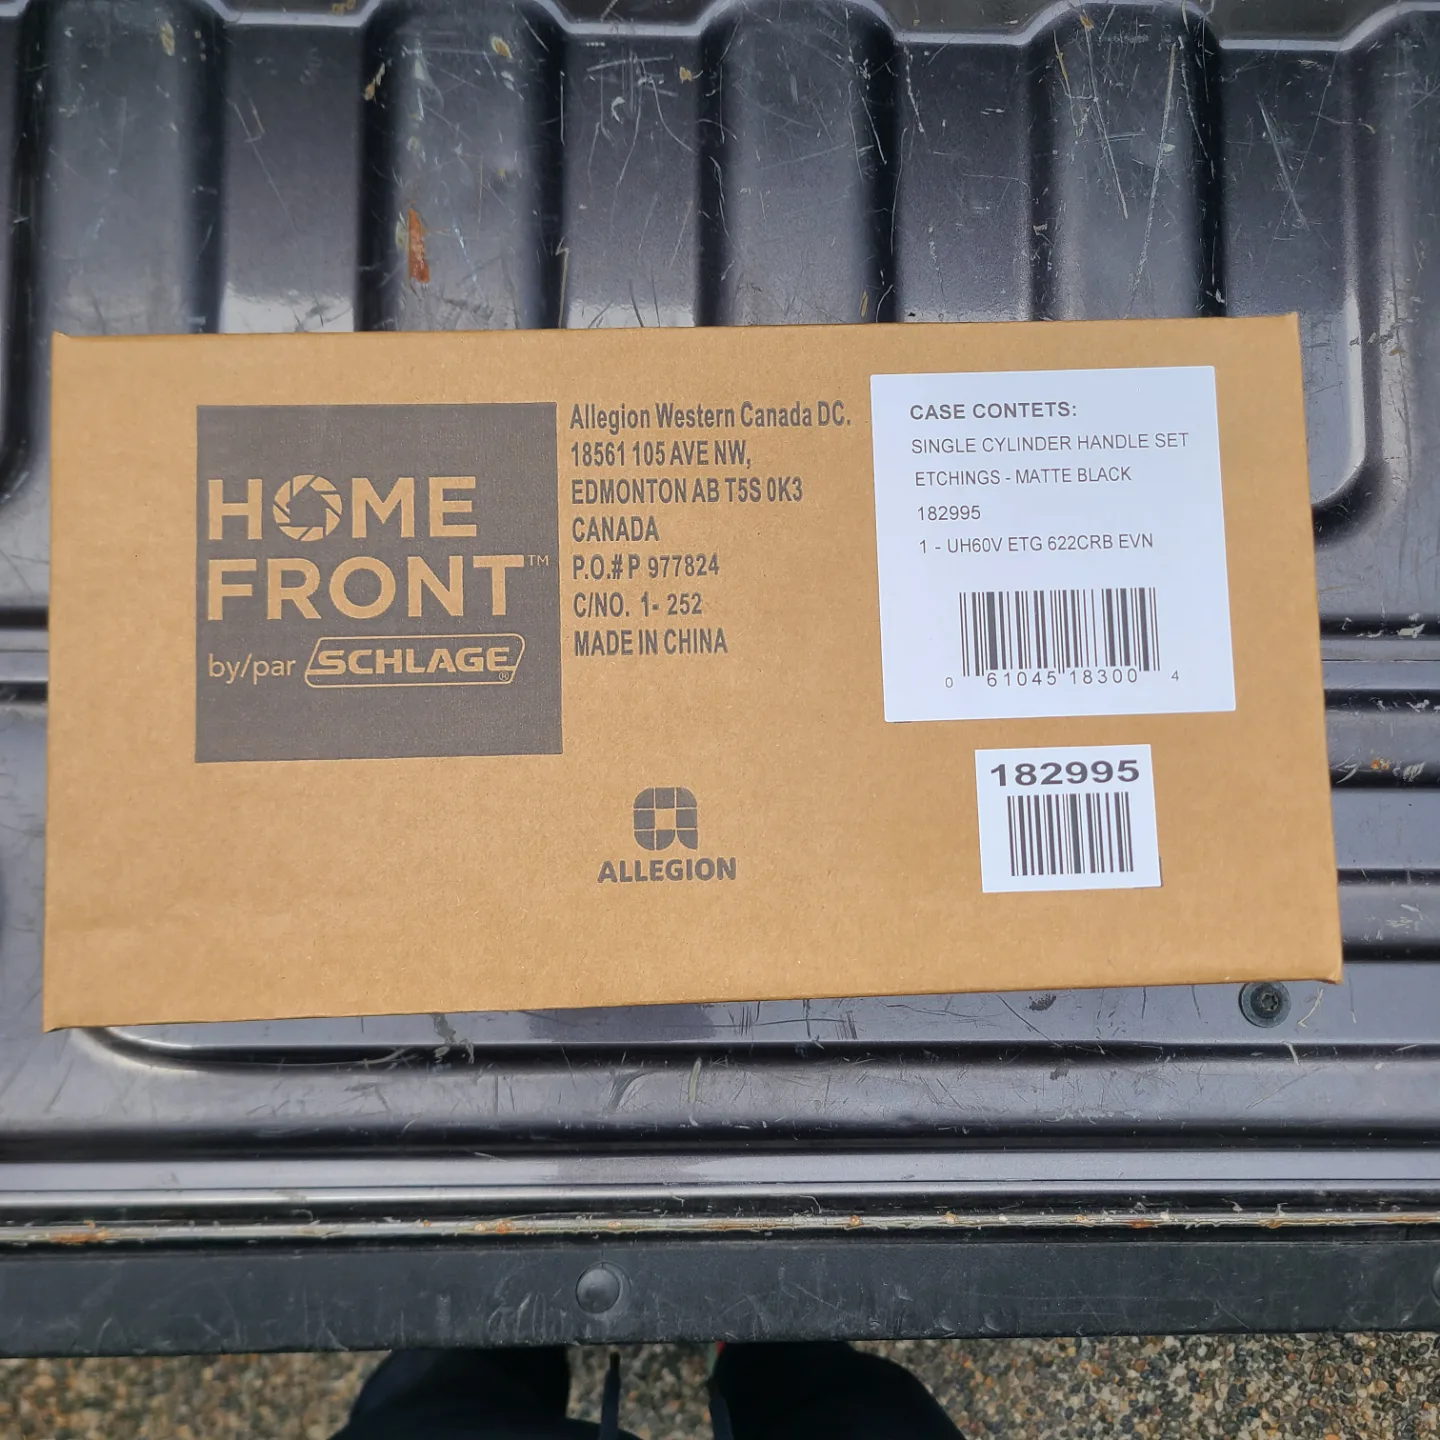 HOME
FRONT™
by/par SCHLAGE®
Allegion Western Canada DC.
18561 105 AVE NW,
EDMONTON AB T5S 0K3
CANADA
P.O.# P 977824
C/NO. 1- 252
MADE IN CHINA
ALLEGION
CASE CONTETS:
SINGLE CYLINDER HANDLE SET
ETCHINGS - MATTE BLACK
182995
1 - UH60V ETG 622CRB EVN
0 61045 18300 4
182995